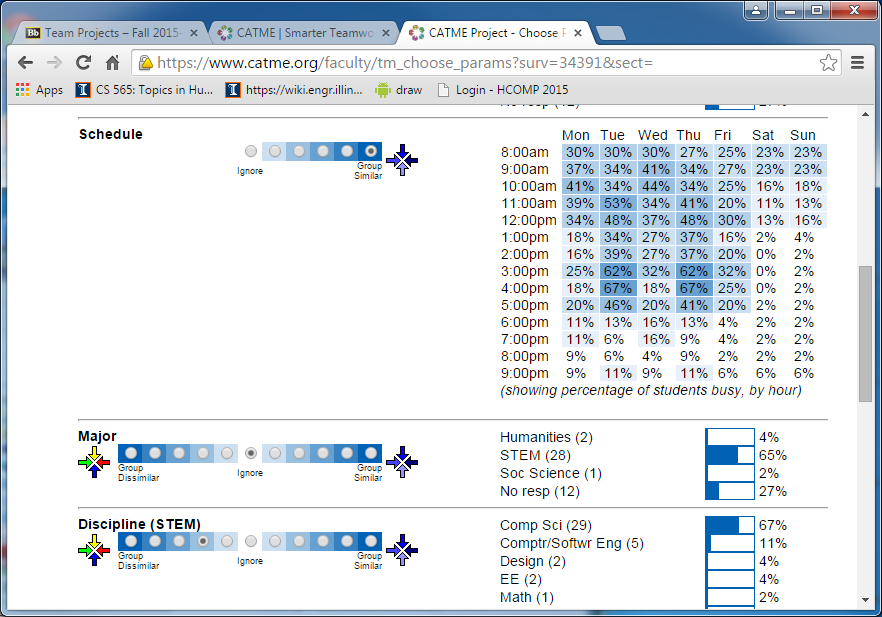 Team Projects – Fall 2015-
CATME | Smarter Teamwo
CATME Project - Choose P
https://www.catme.org/faculty/tm_choose_params?surv=34391&sect=
Apps CS 565: Topics in Hu... https://wiki.engr.illin... draw Login - HCOMP 2015
No resp (12) 27%
Schedule
Ignore
Group Similar
Mon Tue Wed Thu Fri Sat Sun
8:00am 30% 30% 30% 27% 25% 23% 23%
9:00am 37% 34% 41% 34% 27% 23% 23%
10:00am 41% 34% 44% 34% 25% 16% 18%
11:00am 39% 53% 34% 41% 20% 11% 13%
12:00pm 34% 48% 37% 48% 30% 13% 16%
1:00pm 18% 34% 27% 37% 16% 2% 4%
2:00pm 16% 39% 27% 37% 20% 0% 2%
3:00pm 25% 62% 32% 62% 32% 0% 2%
4:00pm 18% 67% 18% 67% 25% 0% 2%
5:00pm 20% 46% 20% 41% 20% 2% 2%
6:00pm 11% 13% 16% 13% 4% 2% 2%
7:00pm 11% 6% 16% 9% 4% 2% 2%
8:00pm 9% 6% 4% 9% 2% 2% 2%
9:00pm 9% 11% 9% 11% 6% 6% 6%
(showing percentage of students busy, by hour)
Major
Group Dissimilar
Ignore
Group Similar
Humanities (2) 4%
STEM (28) 65%
Soc Science (1) 2%
No resp (12) 27%
Discipline (STEM)
Group Dissimilar
Ignore
Group Similar
Comp Sci (29) 67%
Comptr/Softwr Eng (5) 11%
Design (2) 4%
EE (2) 4%
Math (1) 2%